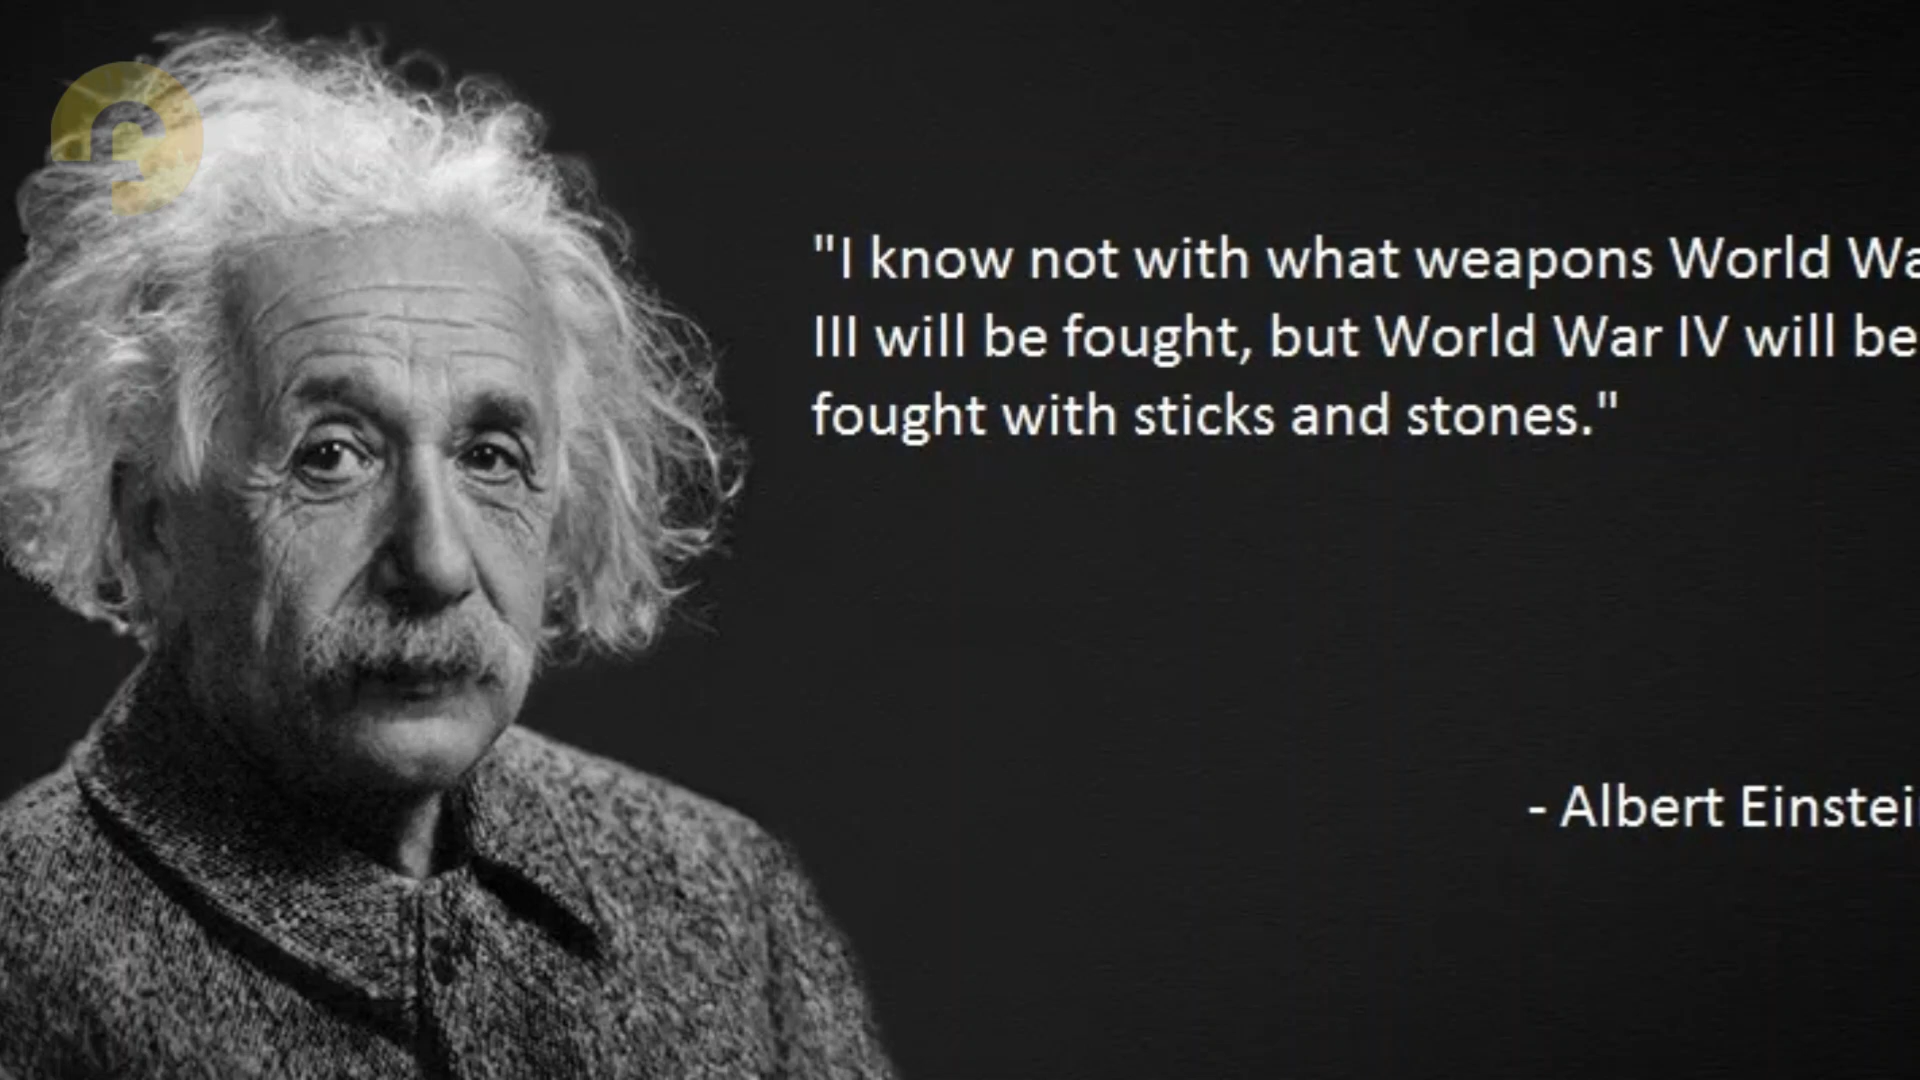 "I know not with what weapons World Wa
III will be fought, but World War IV will be
fought with sticks and stones."
- Albert Einstei